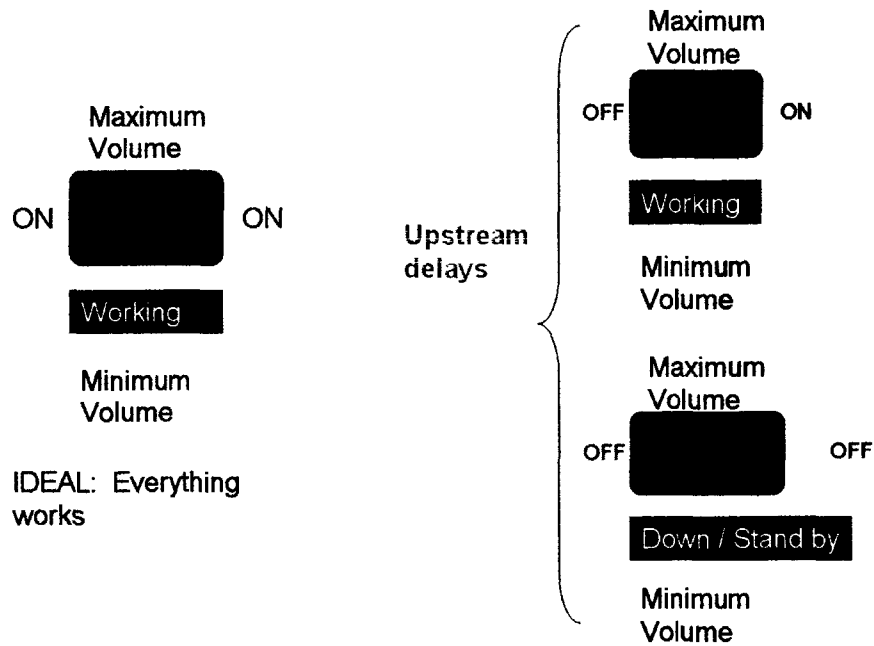 Maximum
Volume
ON ON
Working
Minimum
Volume
IDEAL: Everything
works
Upstream
delays
Maximum
Volume
OFF ON
Working
Minimum
Volume
Maximum
Volume
OFF OFF
Down / Stand by
Minimum
Volume